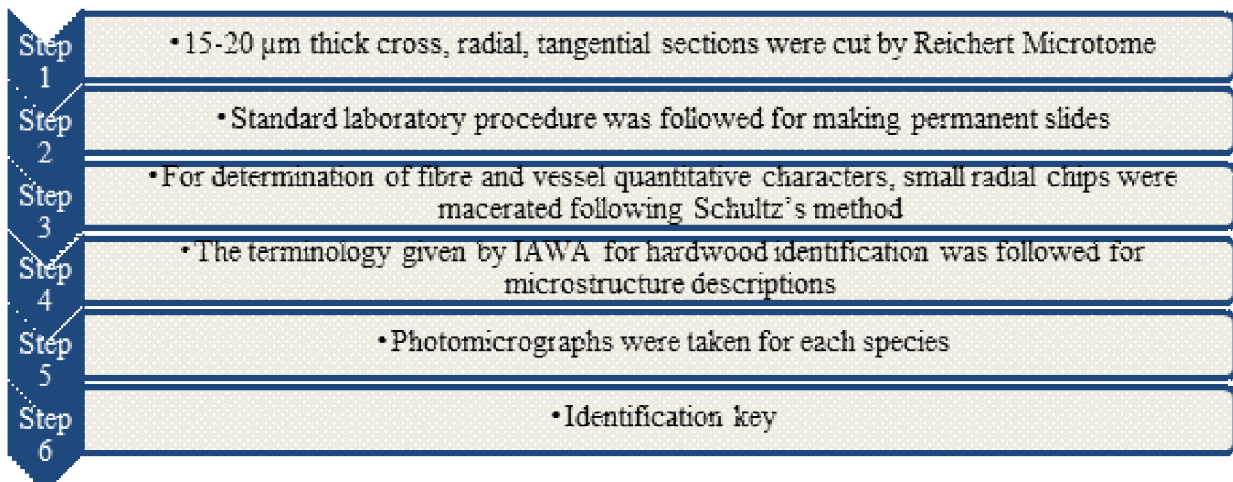 Step
1
•15-20 µm thick cross, radial, tangential sections were cut by Reichert Microtome
Step
2
•Standard laboratory procedure was followed for making permanent slides
Step
3
•For determination of fibre and vessel quantitative characters, small radial chips were
macerated following Schultz's method
Step
4
•The terminology given by IAWA for hardwood identification was followed for
microstructure descriptions
Step
5
•Photomicrographs were taken for each species
Step
6
•Identification key